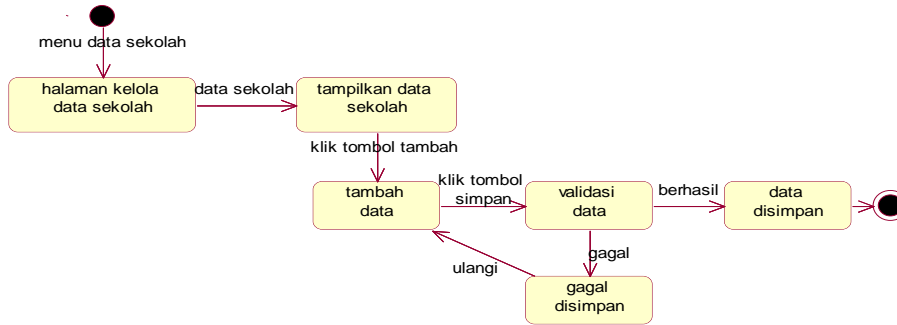 menu data sekolah
halaman kelola
data sekolah
data sekolah
tampilkan data
sekolah
klik tombol tambah
tambah
data
klik tombol
simpan
validasi
data
berhasil
data
disimpan
gagal
ulangi
gagal
disimpan